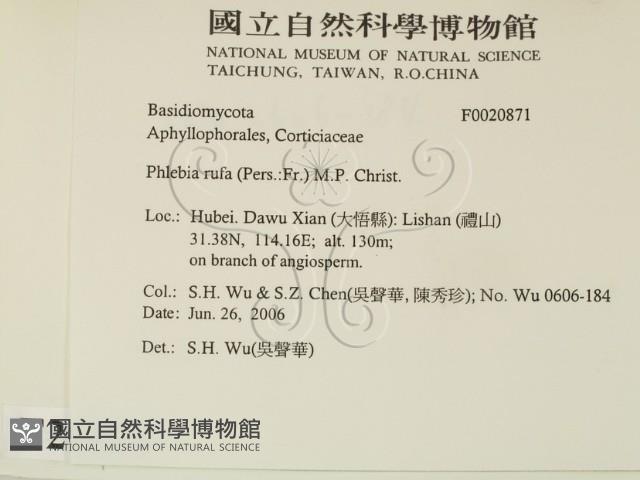 國立自然科學博物館
NATIONAL MUSEUM OF NATURAL SCIENCE
TAICHUNG, TAIWAN, R.O.CHINA
Basidiomycota F0020871
Aphyllophorales, Corticiaceae
Phlebia rufa (Pers.:Fr.) M.P. Christ.
Loc.: Hubei. Dawu Xian (大悟縣): Lishan (禮山)
31.38N, 114.16E; alt. 130m;
on branch of angiosperm.
Col.: S.H. Wu & S.Z. Chen(吳聲華, 陳秀珍); No. Wu 0606-184
Date: Jun. 26, 2006
Det.: S.H. Wu(吳聲華)
2
國立自然科學博物館
NATIONAL MUSEUM OF NATURAL SCIENCE